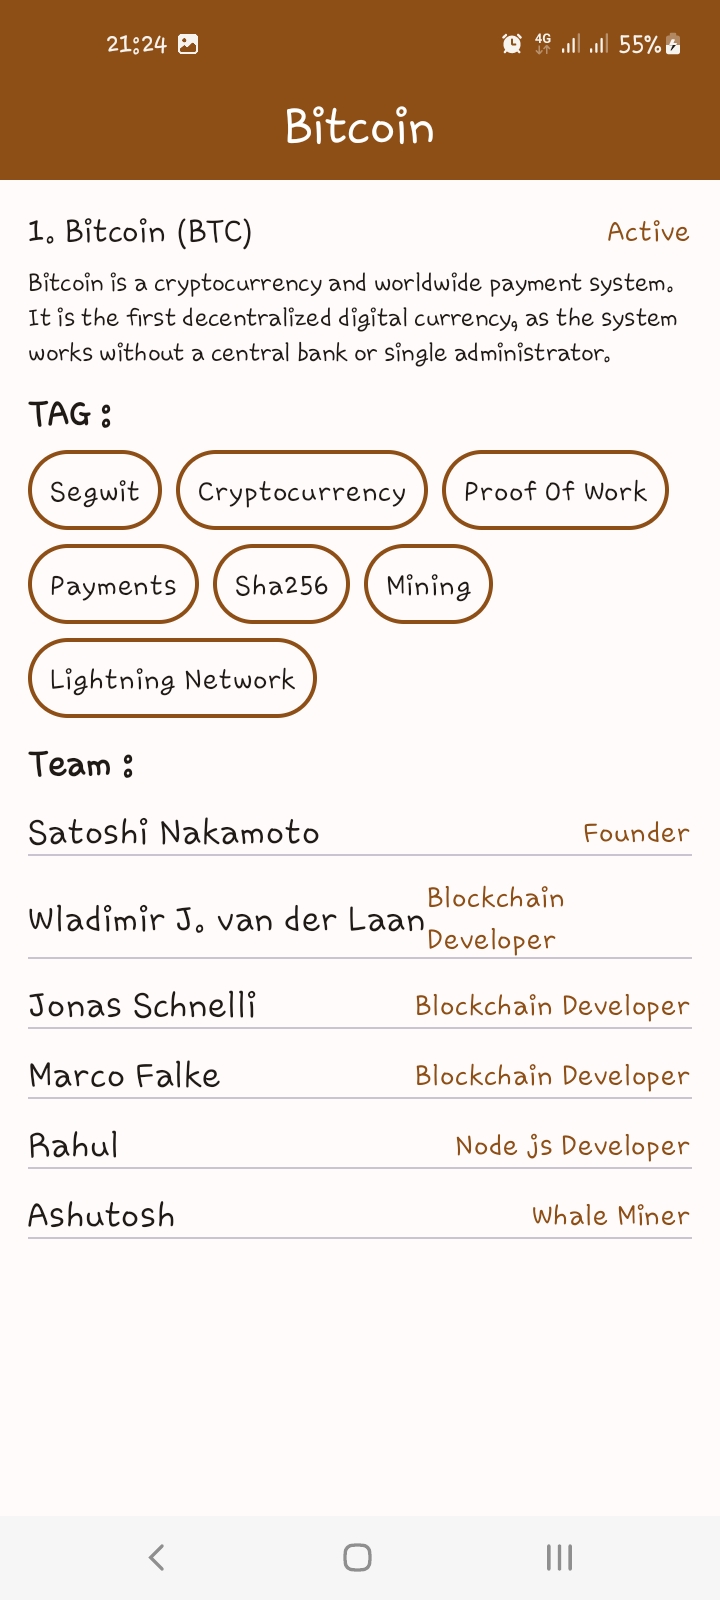 21:24
4G
55%
Bitcoin
1. Bitcoin (BTC) Active
Bitcoin is a cryptocurrency and worldwide payment system.
It is the first decentralized digital currency, as the system
works without a central bank or single administrator.
TAG :
Segwit Cryptocurrency Proof Of Work
Payments Sha256 Mining
Lightning Network
Team :
Satoshi Nakamoto Founder
Wladimir J. van der Laan Blockchain
Developer
Jonas Schnelli Blockchain Developer
Marco Falke Blockchain Developer
Rahul Node js Developer
Ashutosh Whale Miner